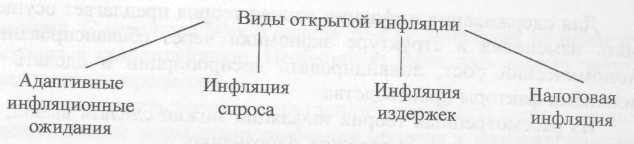 Виды открытой инфляции
Адаптивные
инфляционные
ожидания
Инфляция
спроса
Инфляция
издержек
Налоговая
инфляция